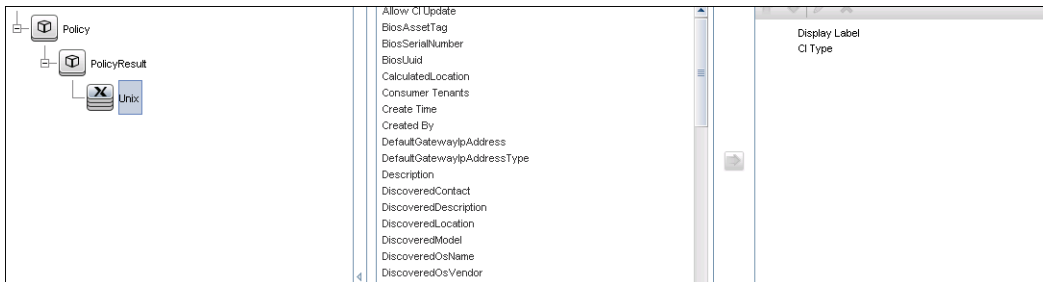 Policy
PolicyResult
Unix
Allow CI Update
BiosAssetTag
BiosSerialNumber
BiosUuid
CalculatedLocation
Consumer Tenants
Create Time
Created By
DefaultGatewayIpAddress
DefaultGatewayIpAddressType
Description
DiscoveredContact
DiscoveredDescription
DiscoveredLocation
DiscoveredModel
DiscoveredOsName
DiscoveredOsVendor
Display Label
CI Type